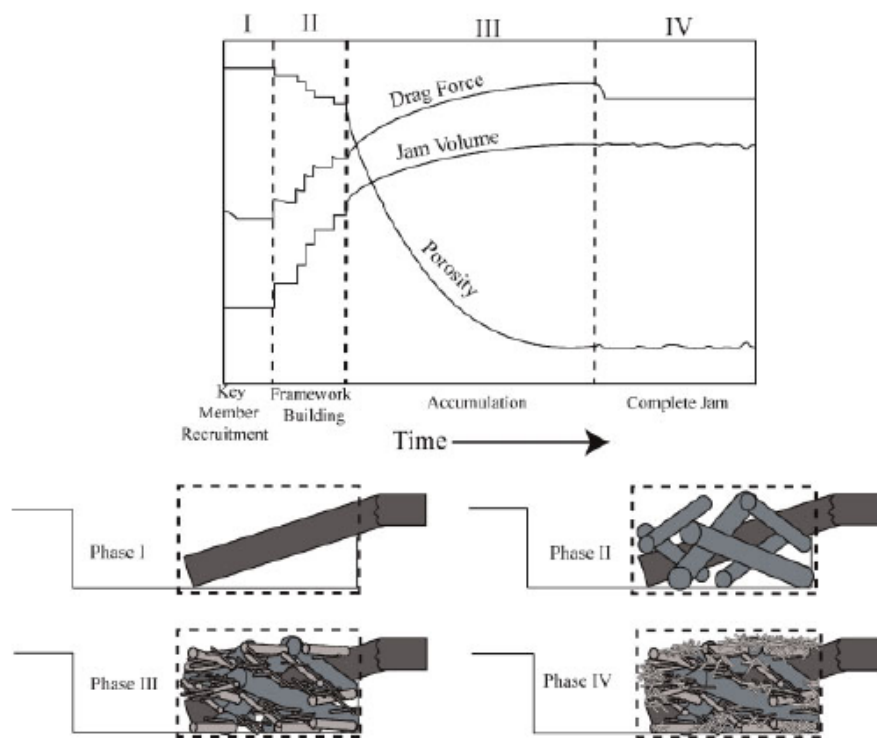 I II III IV
Drag Force
Jam Volume
Porosity
Key
Member
Recruitment
Framework
Building
Accumulation
Complete Jam
Time
Phase I
Phase II
Phase III
Phase IV